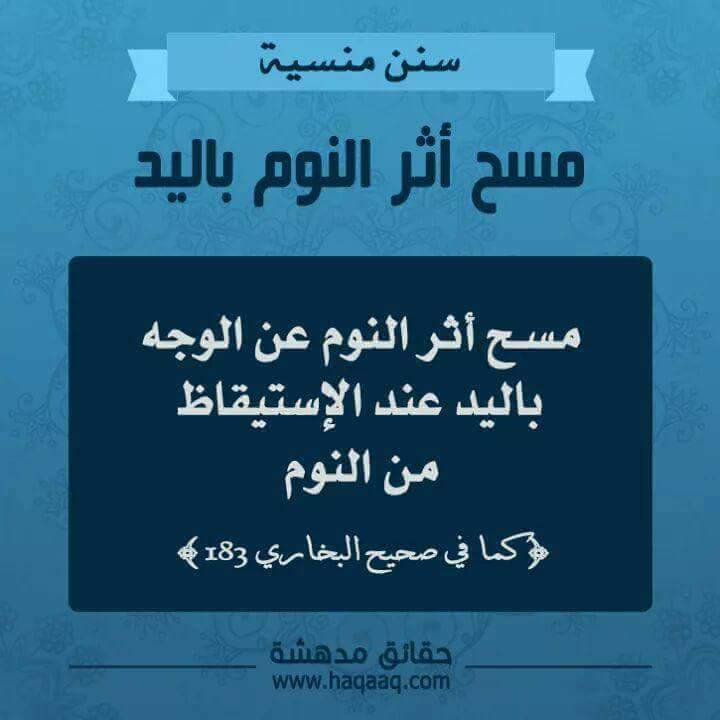 سنن منسية
مسح أثر النوم باليد
مسح أثر النوم عن الوجه
باليد عند الإستيقاظ
من النوم
﴿كما في صحيح البخاري 183﴾
حقائق مدهشة
www.haqaaq.com